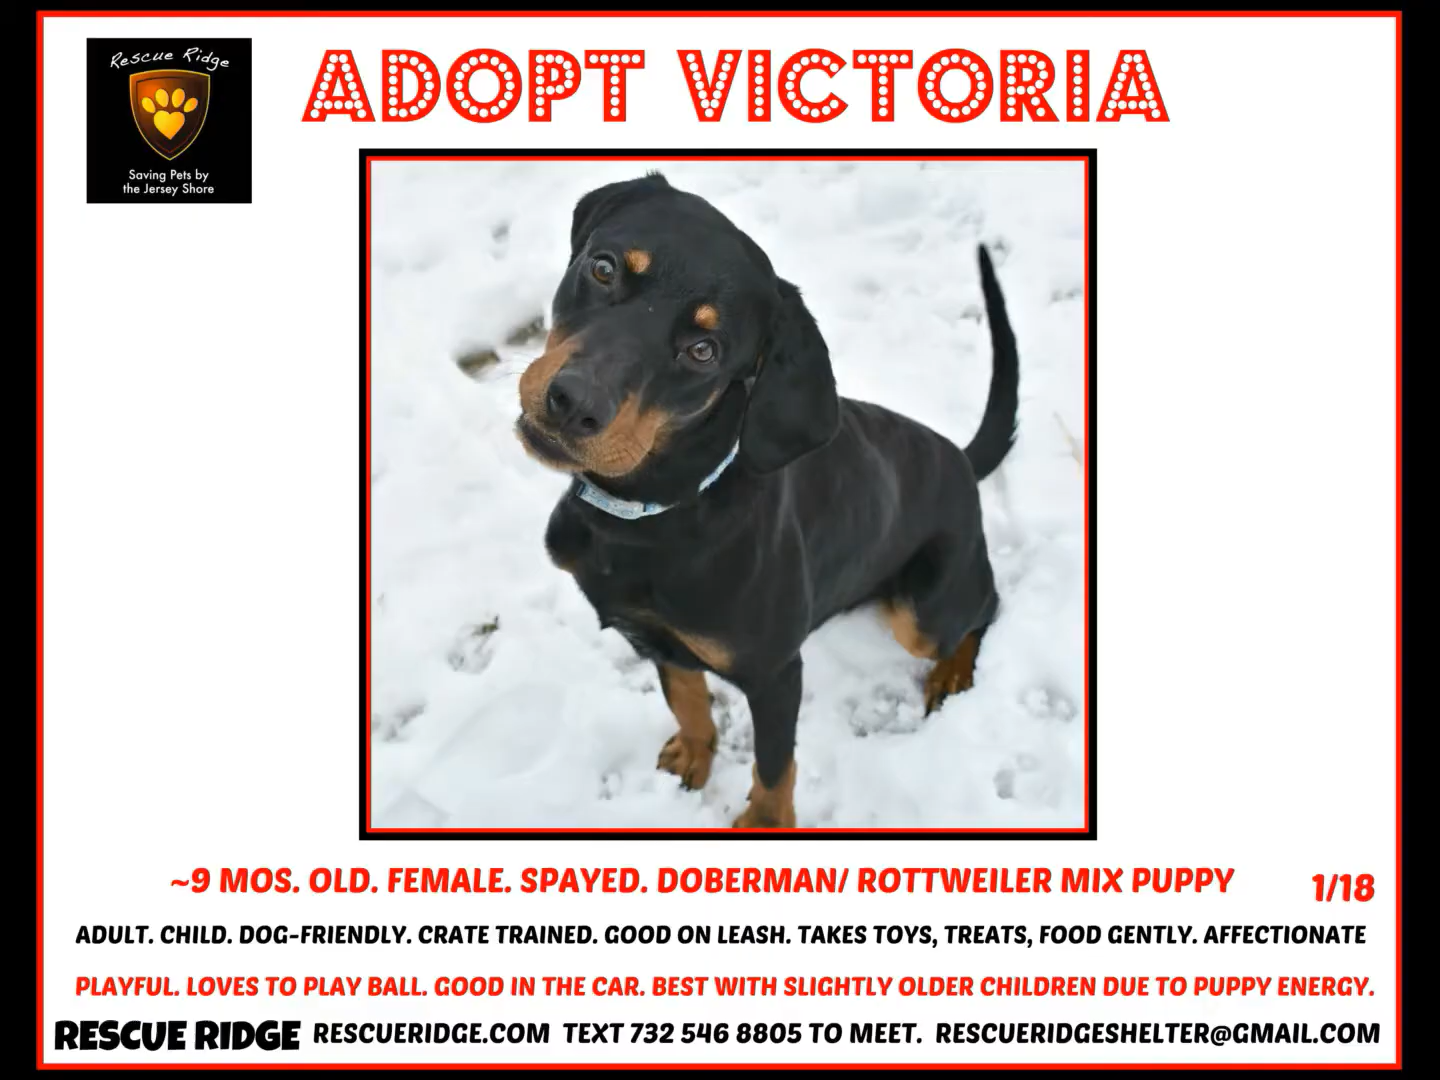 Rescue Ridge
Saving Pets by
the Jersey Shore
ADOPT VICTORIA
~9 MOS. OLD. FEMALE. SPAYED. DOBERMAN/ ROTTWEILER MIX PUPPY
1/18
ADULT. CHILD. DOG-FRIENDLY. CRATE TRAINED. GOOD ON LEASH. TAKES TOYS, TREATS, FOOD GENTLY. AFFECTIONATE
PLAYFUL. LOVES TO PLAY BALL. GOOD IN THE CAR. BEST WITH SLIGHTLY OLDER CHILDREN DUE TO PUPPY ENERGY.
RESCUE RIDGE RESCUERIDGE.COM TEXT 732 546 8805 TO MEET. RESCUERIDGESHELTER@GMAIL.COM